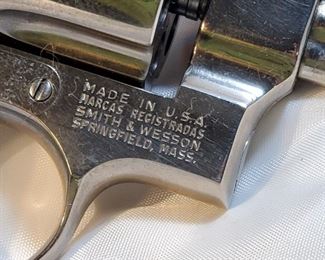 MADE IN U.S.A.
MARCAS REGISTRADAS
SMITH & WESSON
SPRINGFIELD, MASS.